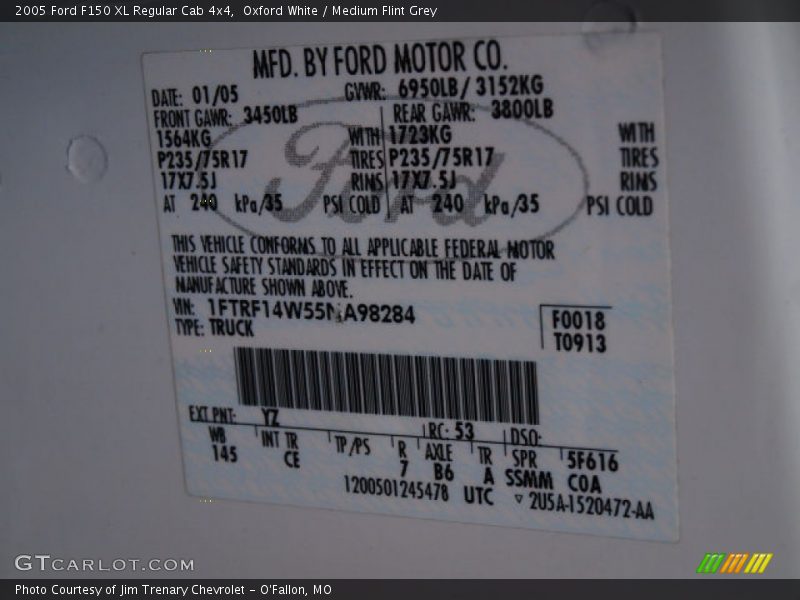 2005 Ford F150 XL Regular Cab 4x4,  Oxford White / Medium Flint Grey
MFD. BY FORD MOTOR CO.
DATE: 01/05 GVWR: 6950LB/ 3152KG
FRONT GAWR: 3450LB REAR GAWR: 3800LB
1564KG WITH 1723KG WITH
P235/75R17 TIRES P235/75R17 TIRES
17X7.5J RIMS 17X7.5J RIMS
AT 240 kPa/35 PSI COLD AT 240 kPa/35 PSI COLD
Ford
THIS VEHICLE CONFORMS TO ALL APPLICABLE FEDERAL MOTOR
VEHICLE SAFETY STANDARDS IN EFFECT ON THE DATE OF
MANUFACTURE SHOWN ABOVE.
VIN: 1FTRF14W55NA98284
TYPE: TRUCK
F0018
T0913
EXT PNT: YZ RC: 53 DSO:
WB INT TR TP/PS R AXLE TR SPR 5F616
145 CE 7 B6 A SSMM COA
1200501245478 UTC ▽ 2U5A-1520472-AA
GTCARLOT.COM
Photo Courtesy of Jim Trenary Chevrolet - O'Fallon, MO